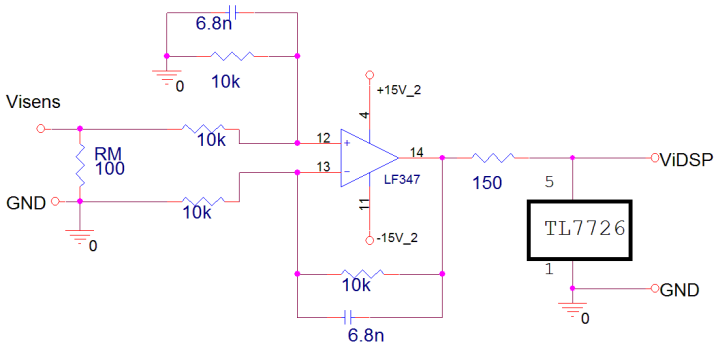 6.8n
0
10k
Visens
+15V_2
4
10k
12
+
14
RM
100
13
-
LF347
150
ViDSP
5
GND
10k
11
TL7726
0
-15V_2
1
10k
GND
0
6.8n